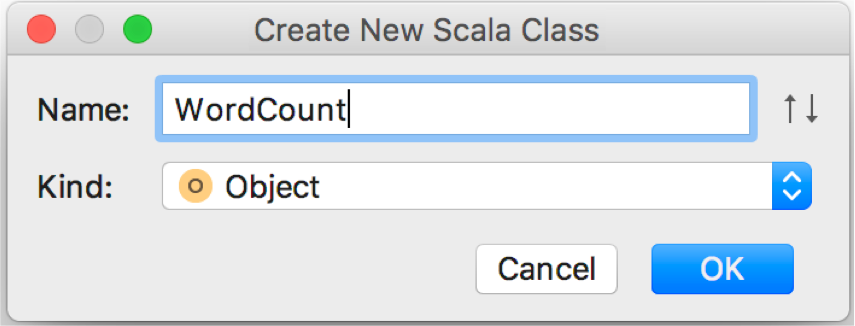 Create New Scala Class
Name: WordCount ↑↓
Kind: O Object
Cancel OK